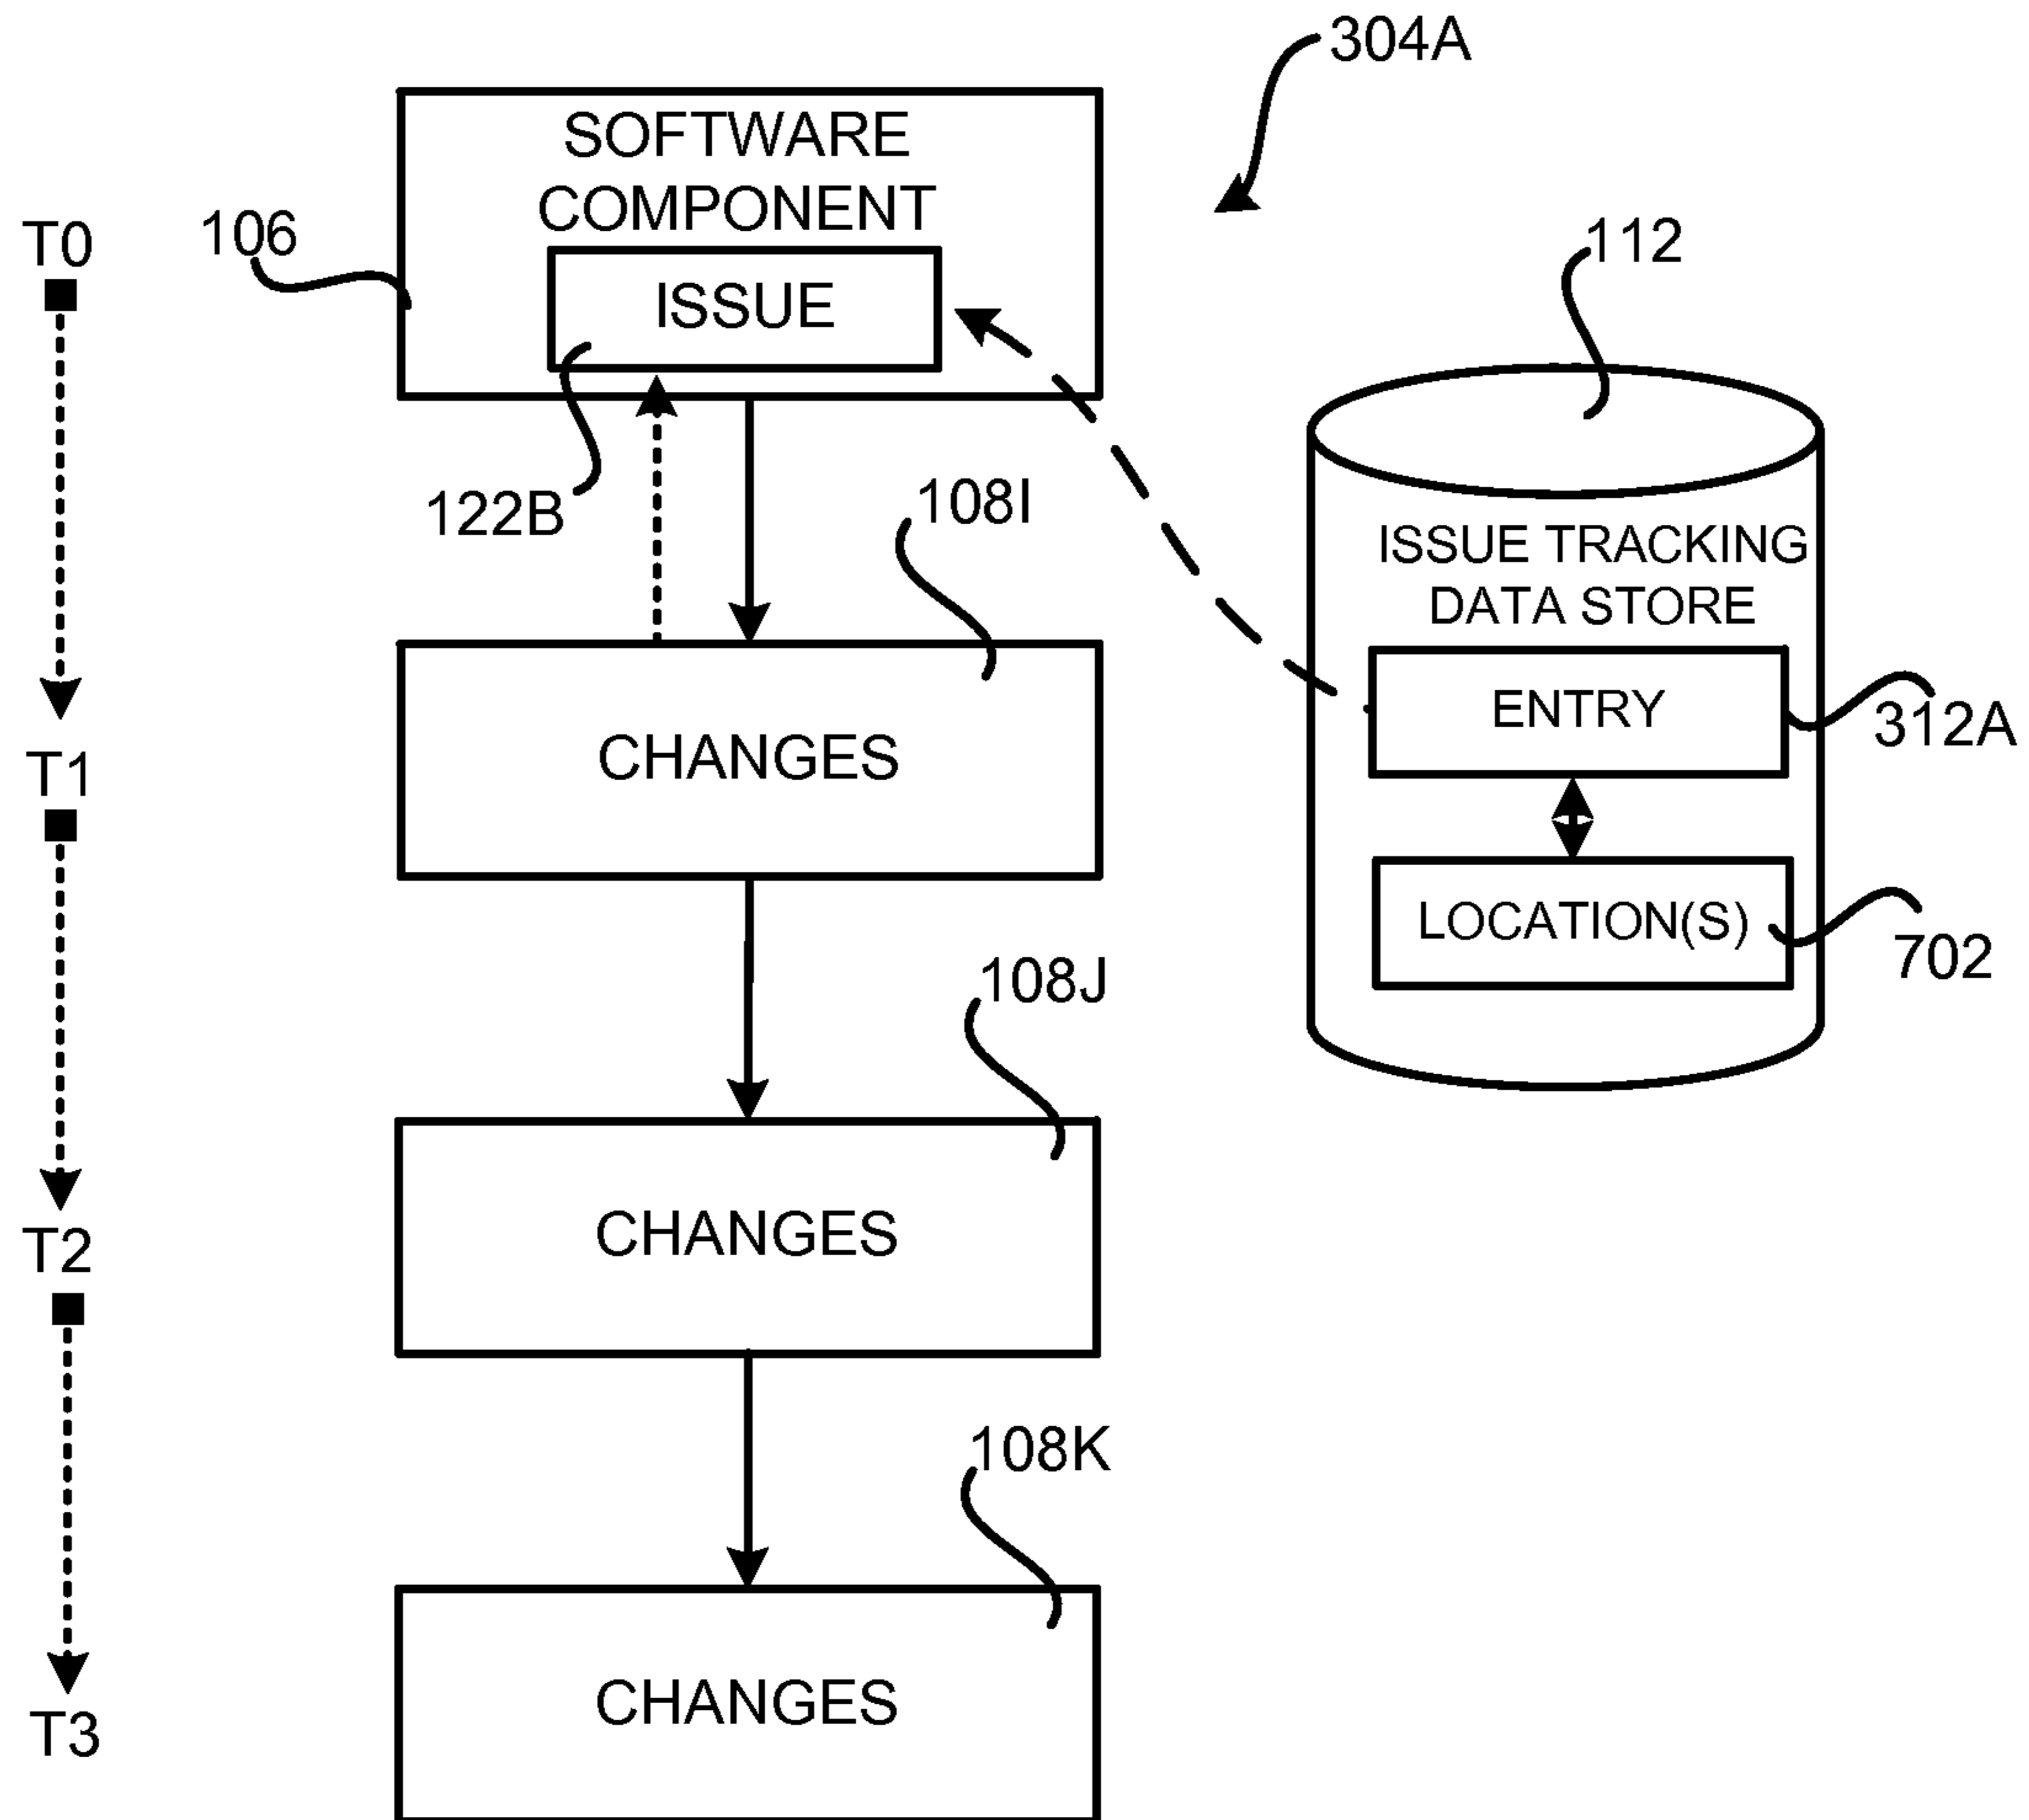 304A
SOFTWARE
COMPONENT
T0
106
112
ISSUE
122B
108I
ISSUE TRACKING
DATA STORE
ENTRY
312A
T1
CHANGES
LOCATION(S)
702
108J
T2
CHANGES
108K
T3
CHANGES